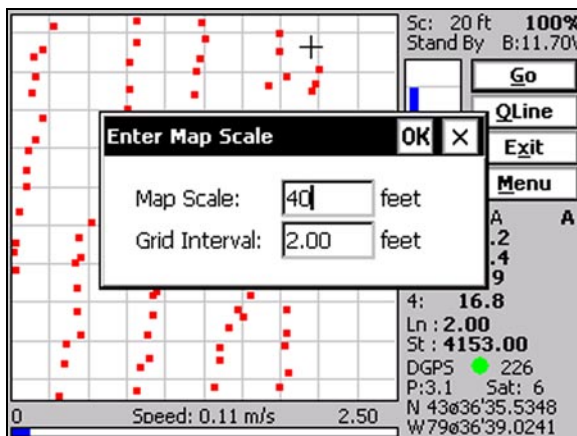 Sc: 20 ft 100%
Stand By B:11.70V
Go
QLine
Exit
Menu
Enter Map Scale OK ×
Map Scale: 40 feet
Grid Interval: 2.00 feet
A A
.2
.4
9
4: 16.8
Ln : 2.00
St : 4153.00
DGPS 226
P:3.1 Sat: 6
N 43ø36'35.5348
W79ø36'39.0241
0 Speed: 0.11 m/s 2.50